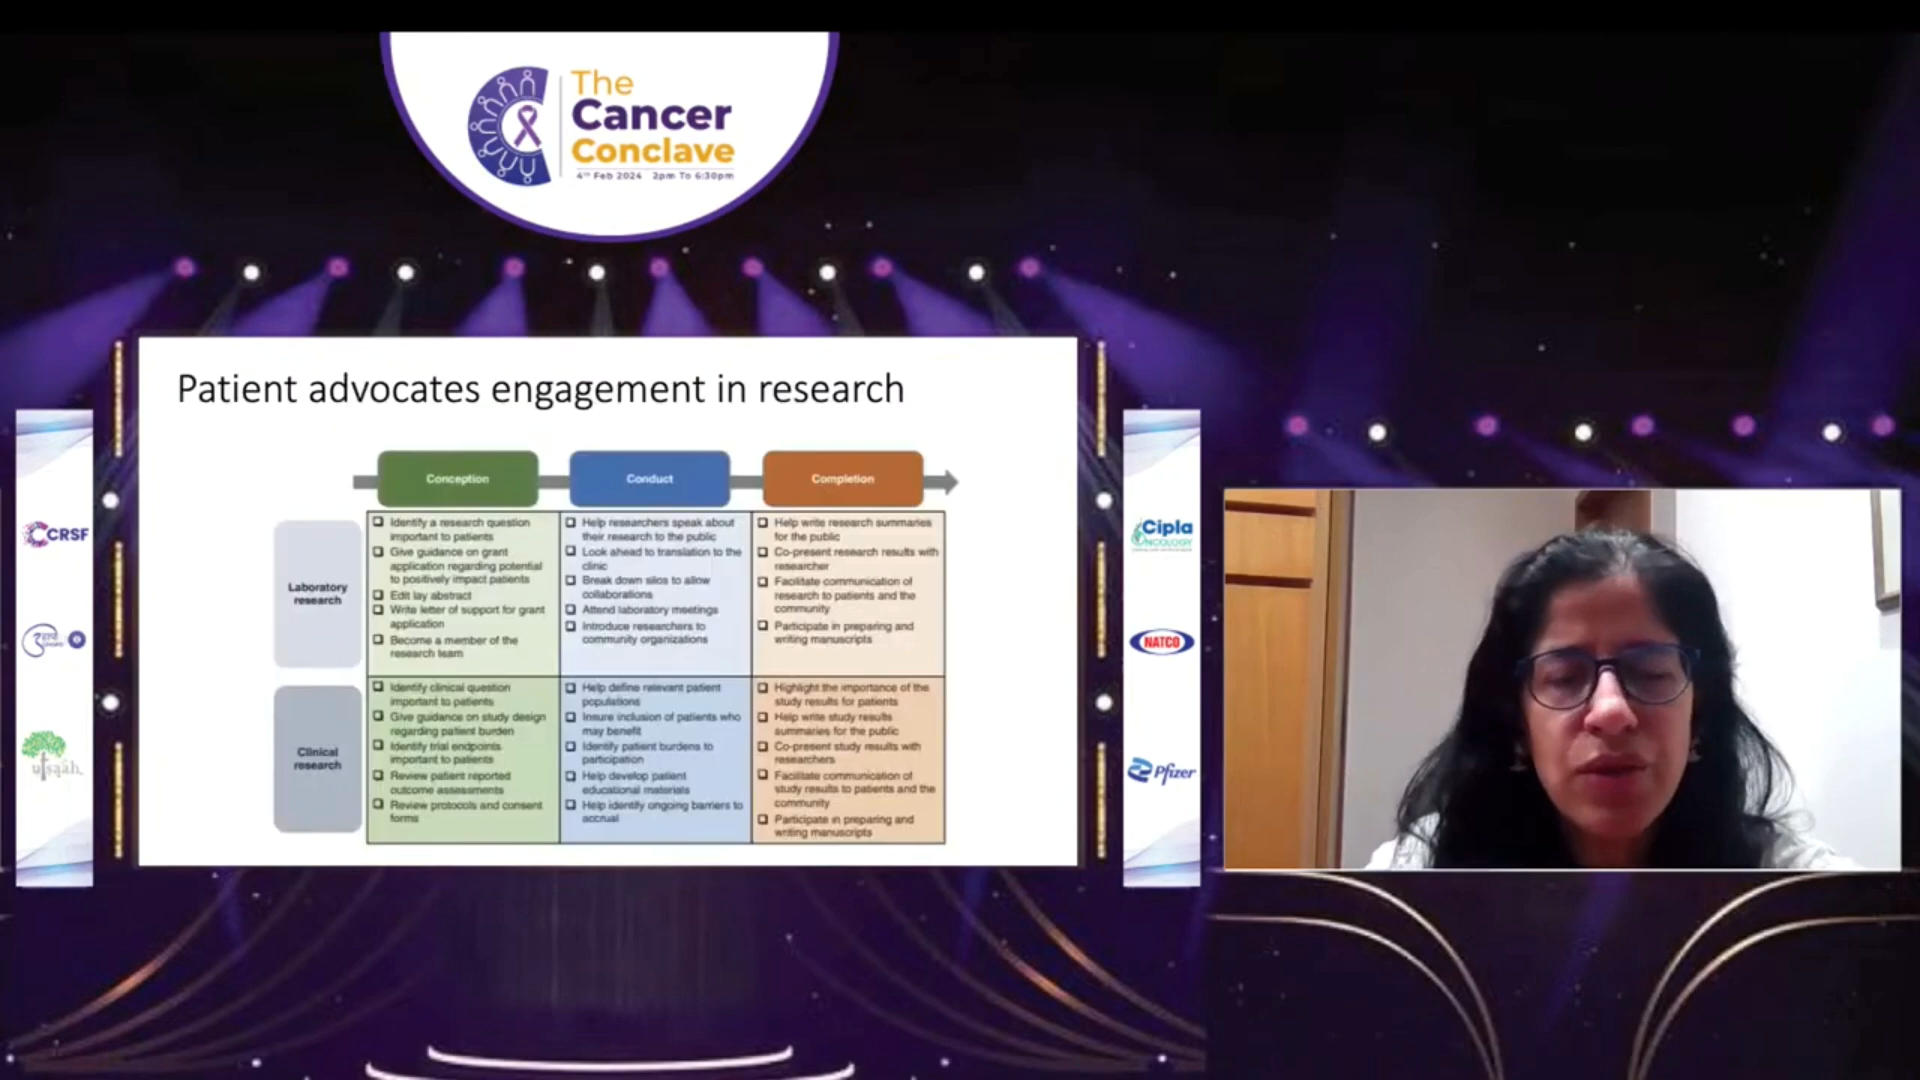 The
Cancer
Conclave
4TH Feb 2024 2pm To 6:30pm
Patient advocates engagement in research
Conception
Conduct
Completion
Laboratory
research
❑ Identify a research question
important to patients
❑ Give guidance on grant
application regarding potential
to positively impact patients
❑ Edit lay abstract
❑ Write letter of support for grant
application
❑ Become a member of the
research team
❑ Help researchers speak about
their research to the public
❑ Look ahead to translation to the
clinic
❑ Break down silos to allow
collaborations
❑ Attend laboratory meetings
❑ Introduce researchers to
community organizations
❑ Help write research summaries
for the public
❑ Co-present research results with
researcher
❑ Facilitate communication of
research to patients and the
community
❑ Participate in preparing and
writing manuscripts
Clinical
research
❑ Identify clinical question
important to patients
❑ Give guidance on study design
regarding patient burden
❑ Identify trial endpoints
important to patients
❑ Review patient reported
outcome assessments
❑ Review protocols and consent
forms
❑ Help define relevant patient
populations
❑ Insure inclusion of patients who
may benefit
❑ Identify patient burdens to
participation
❑ Help develop patient
educational materials
❑ Help identify ongoing barriers to
accrual
❑ Highlight the importance of the
study results for patients
❑ Help write study results
summaries for the public
❑ Co-present study results with
researchers
❑ Facilitate communication of
study results to patients and the
community
❑ Participate in preparing and
writing manuscripts
CRSF
utsaah
Cipla
ONCOLOGY
NATCO
Pfizer